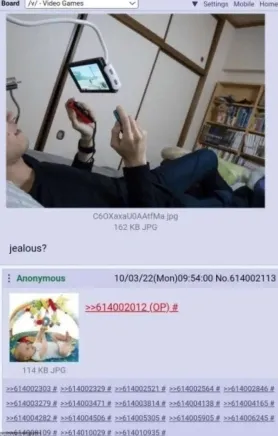 Board /v/ - Video Games ▼ Settings Mobile Home
C6OXaxaU0AAtfMa.jpg
162 KB JPG
jealous?
Anonymous 10/03/22(Mon)09:54:00 No.614002113
>>614002012 (OP) #
114 KB JPG
>>614002303 # >>614002329 # >>614002521 # >>614002564 # >>614002846 #
>>614003279 # >>614003471 # >>614003814 # >>614004138 # >>614004165 #
>>614004282 # >>614004506 # >>614005305 # >>614005905 # >>614006245 #
>>614008109 # >>614010029 # >>614010935 #